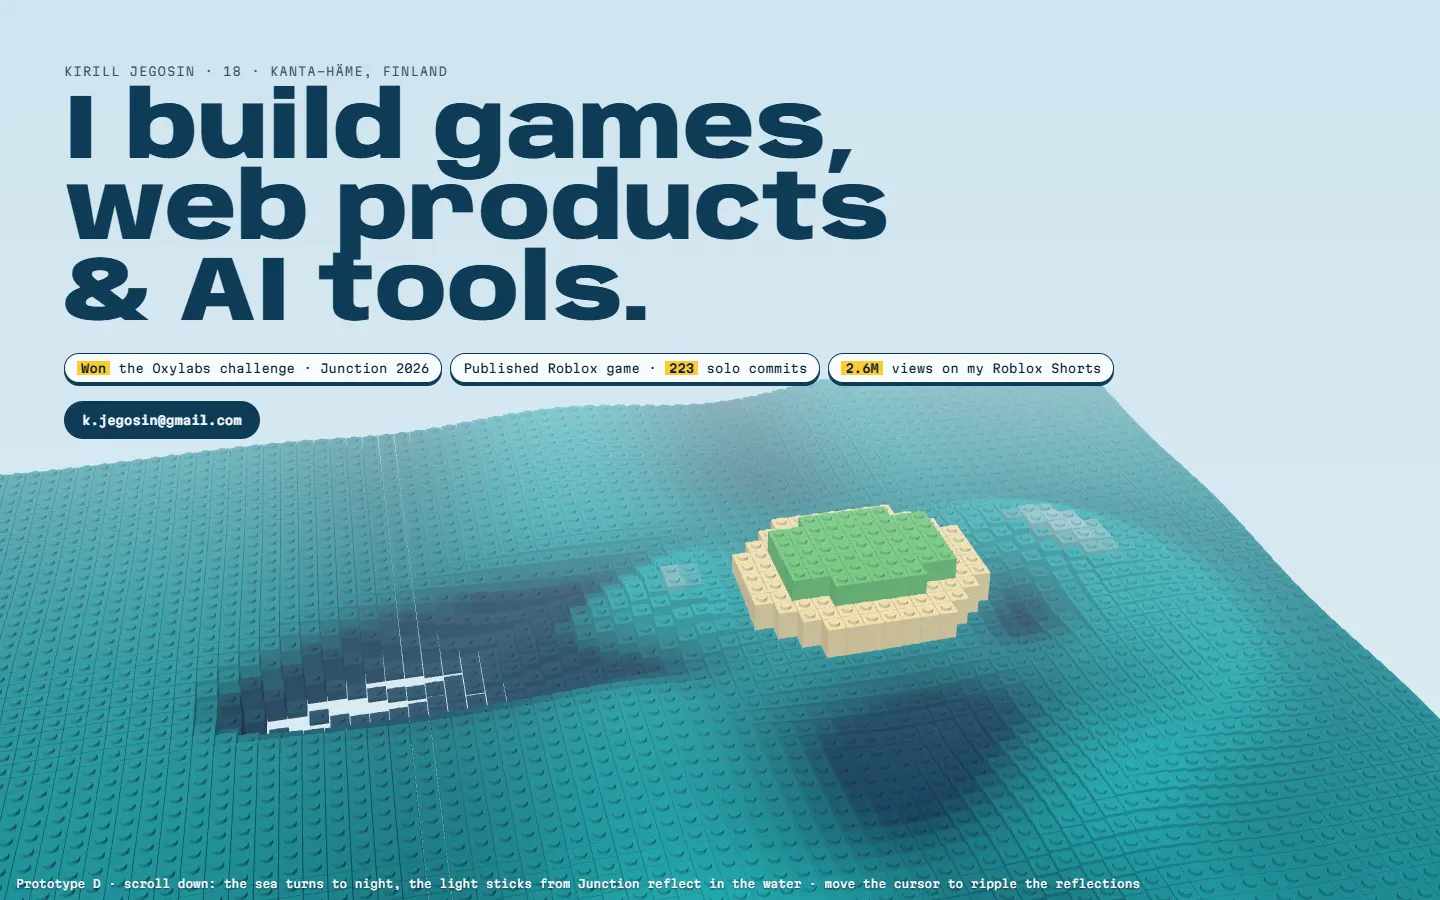 KIRILL JEGOSIN · 18 · KANTA-HÄME, FINLAND
I build games,
web products
& AI tools.
Won the Oxylabs challenge · Junction 2026
Published Roblox game · 223 solo commits
2.6M views on my Roblox Shorts
k.jegosin@gmail.com
Prototype D · scroll down: the sea turns to night, the light sticks from Junction reflect in the water · move the cursor to ripple the reflections